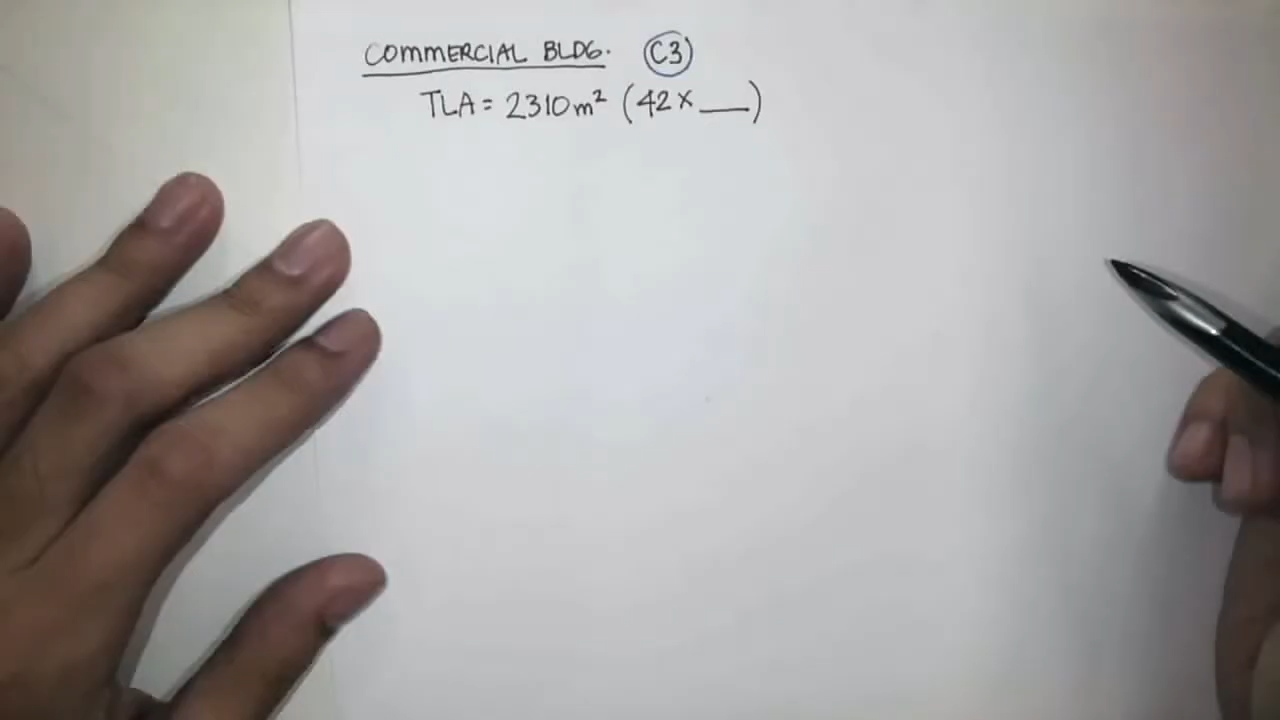 COMMERCIAL BLDG. C3
TLA = 2310m² (42 x ___)